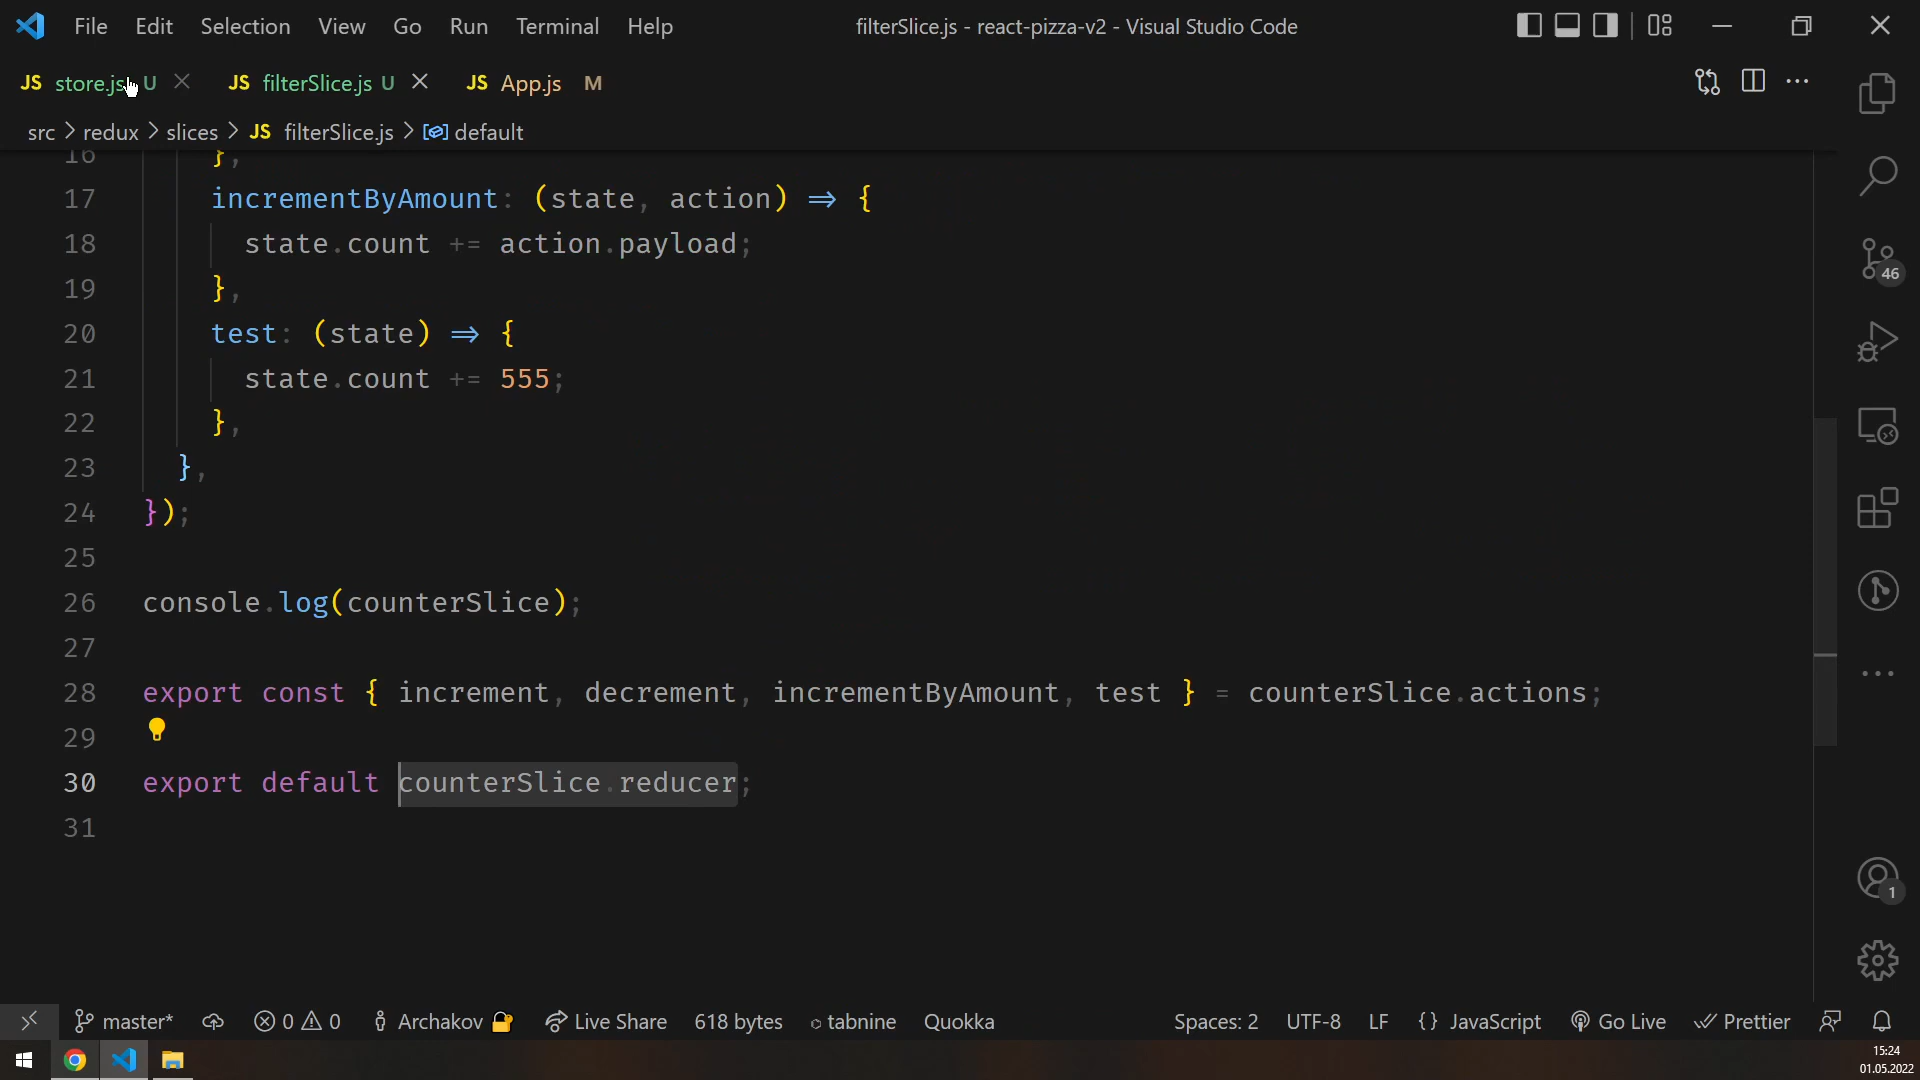 File Edit Selection View Go Run Terminal Help filterSlice.js - react-pizza-v2 - Visual Studio Code
JS store.js U JS filterSlice.js U JS App.js M
src > redux > slices > JS filterSlice.js > default
16 },
17 incrementByAmount: (state, action) ⇒ {
18 state.count += action.payload;
19 },
20 test: (state) ⇒ {
21 state.count += 555;
22 },
23 },
24 });
25
26 console.log(counterSlice);
27
28 export const { increment, decrement, incrementByAmount, test } = counterSlice.actions;
29
30 export default counterSlice.reducer;
31
46
1
master* 0 0 Archakov Live Share 618 bytes tabnine Quokka Spaces: 2 UTF-8 LF {} JavaScript Go Live Prettier
15:24
01.05.2022